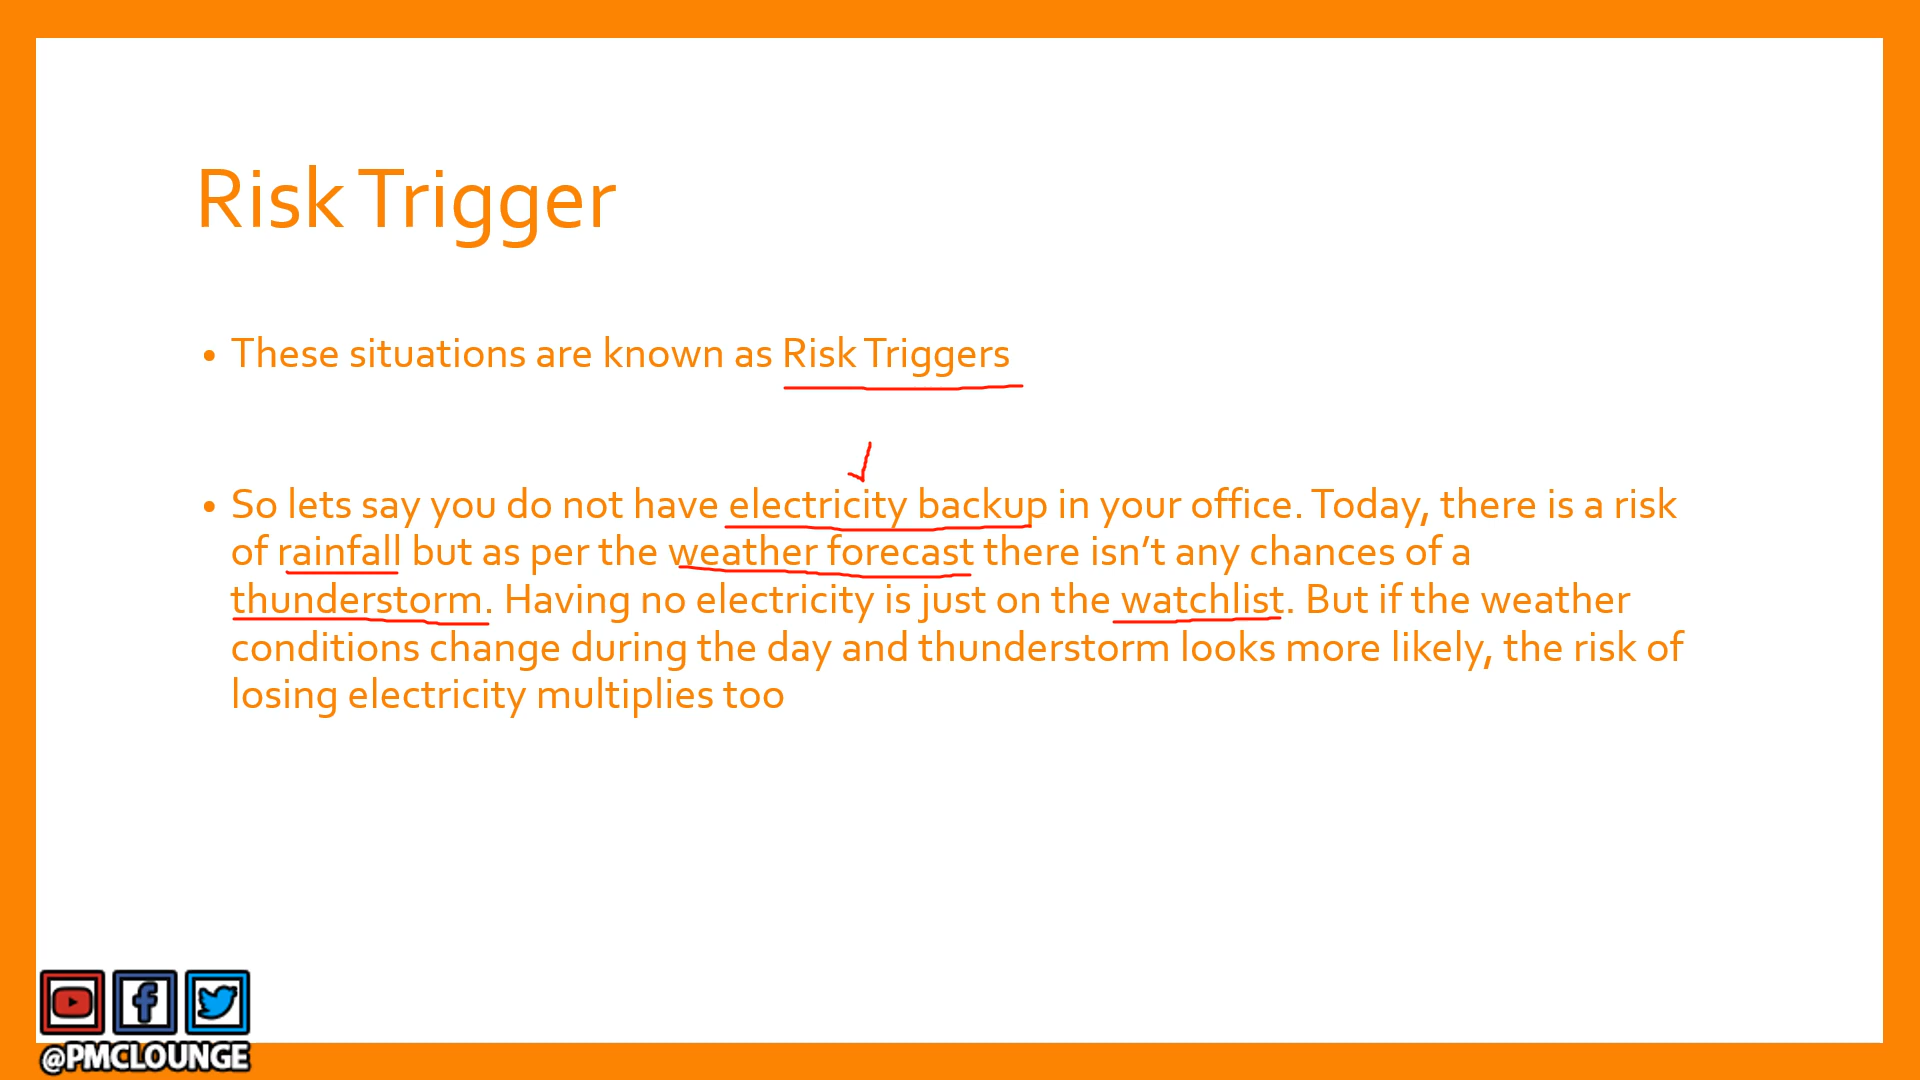 Risk Trigger
• These situations are known as Risk Triggers
• So lets say you do not have electricity backup in your office. Today, there is a risk
of rainfall but as per the weather forecast there isn’t any chances of a
thunderstorm. Having no electricity is just on the watchlist. But if the weather
conditions change during the day and thunderstorm looks more likely, the risk of
losing electricity multiplies too
@PMCLOUNGE